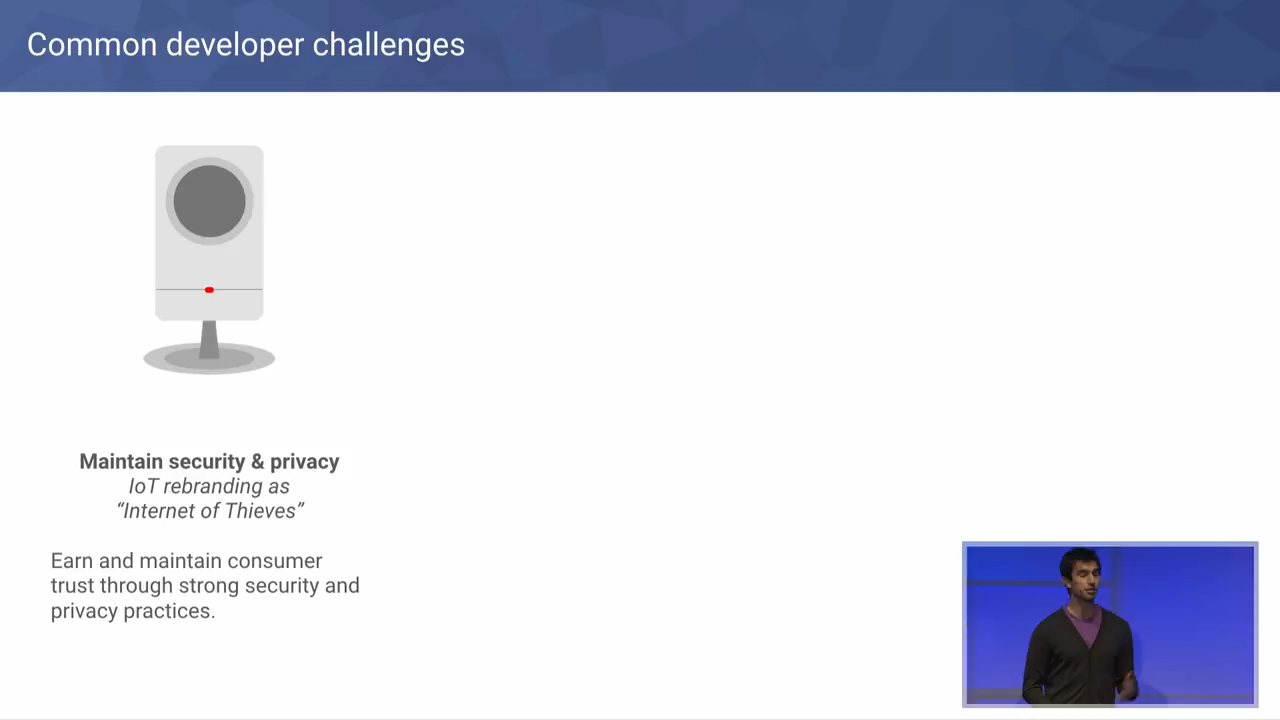 Common developer challenges
Maintain security & privacy
IoT rebranding as
“Internet of Thieves”
Earn and maintain consumer
trust through strong security and
privacy practices.